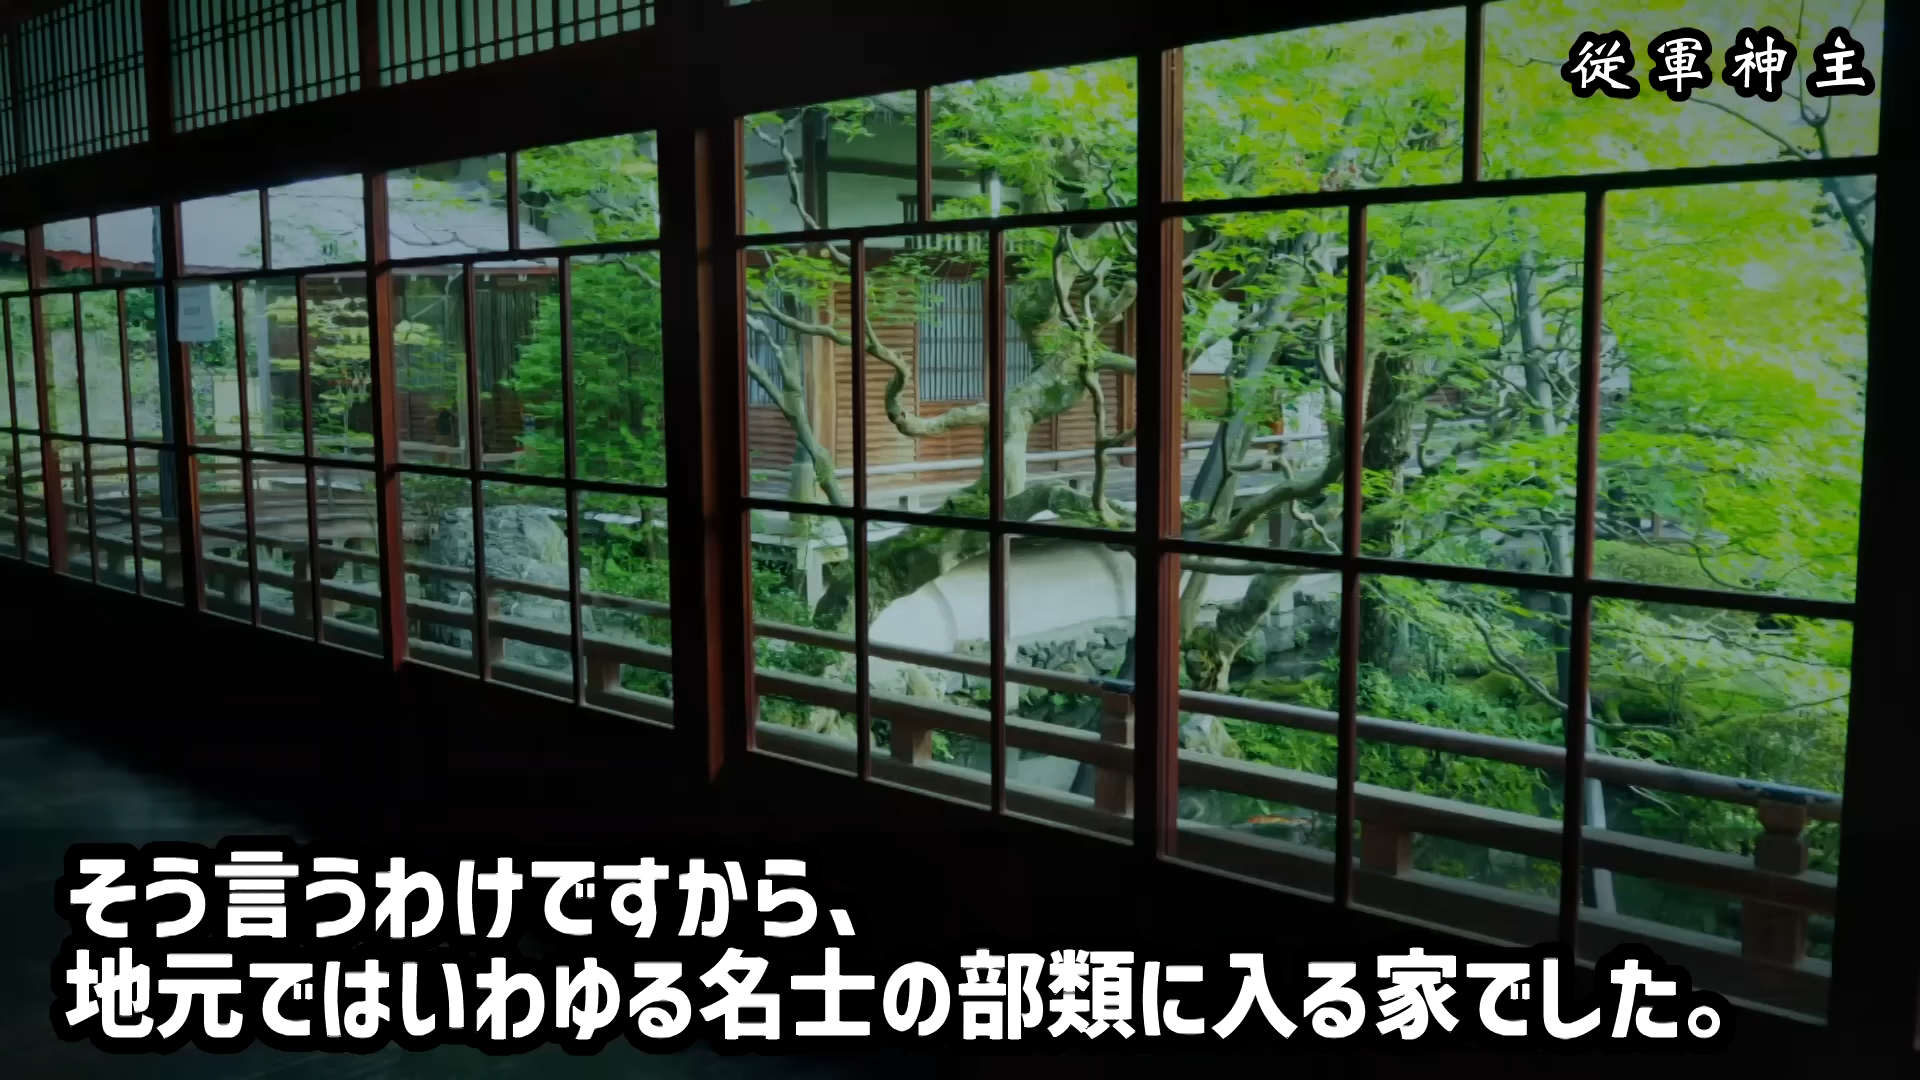 従軍神主
そう言うわけですから、
地元ではいわゆる名士の部類に入る家でした。